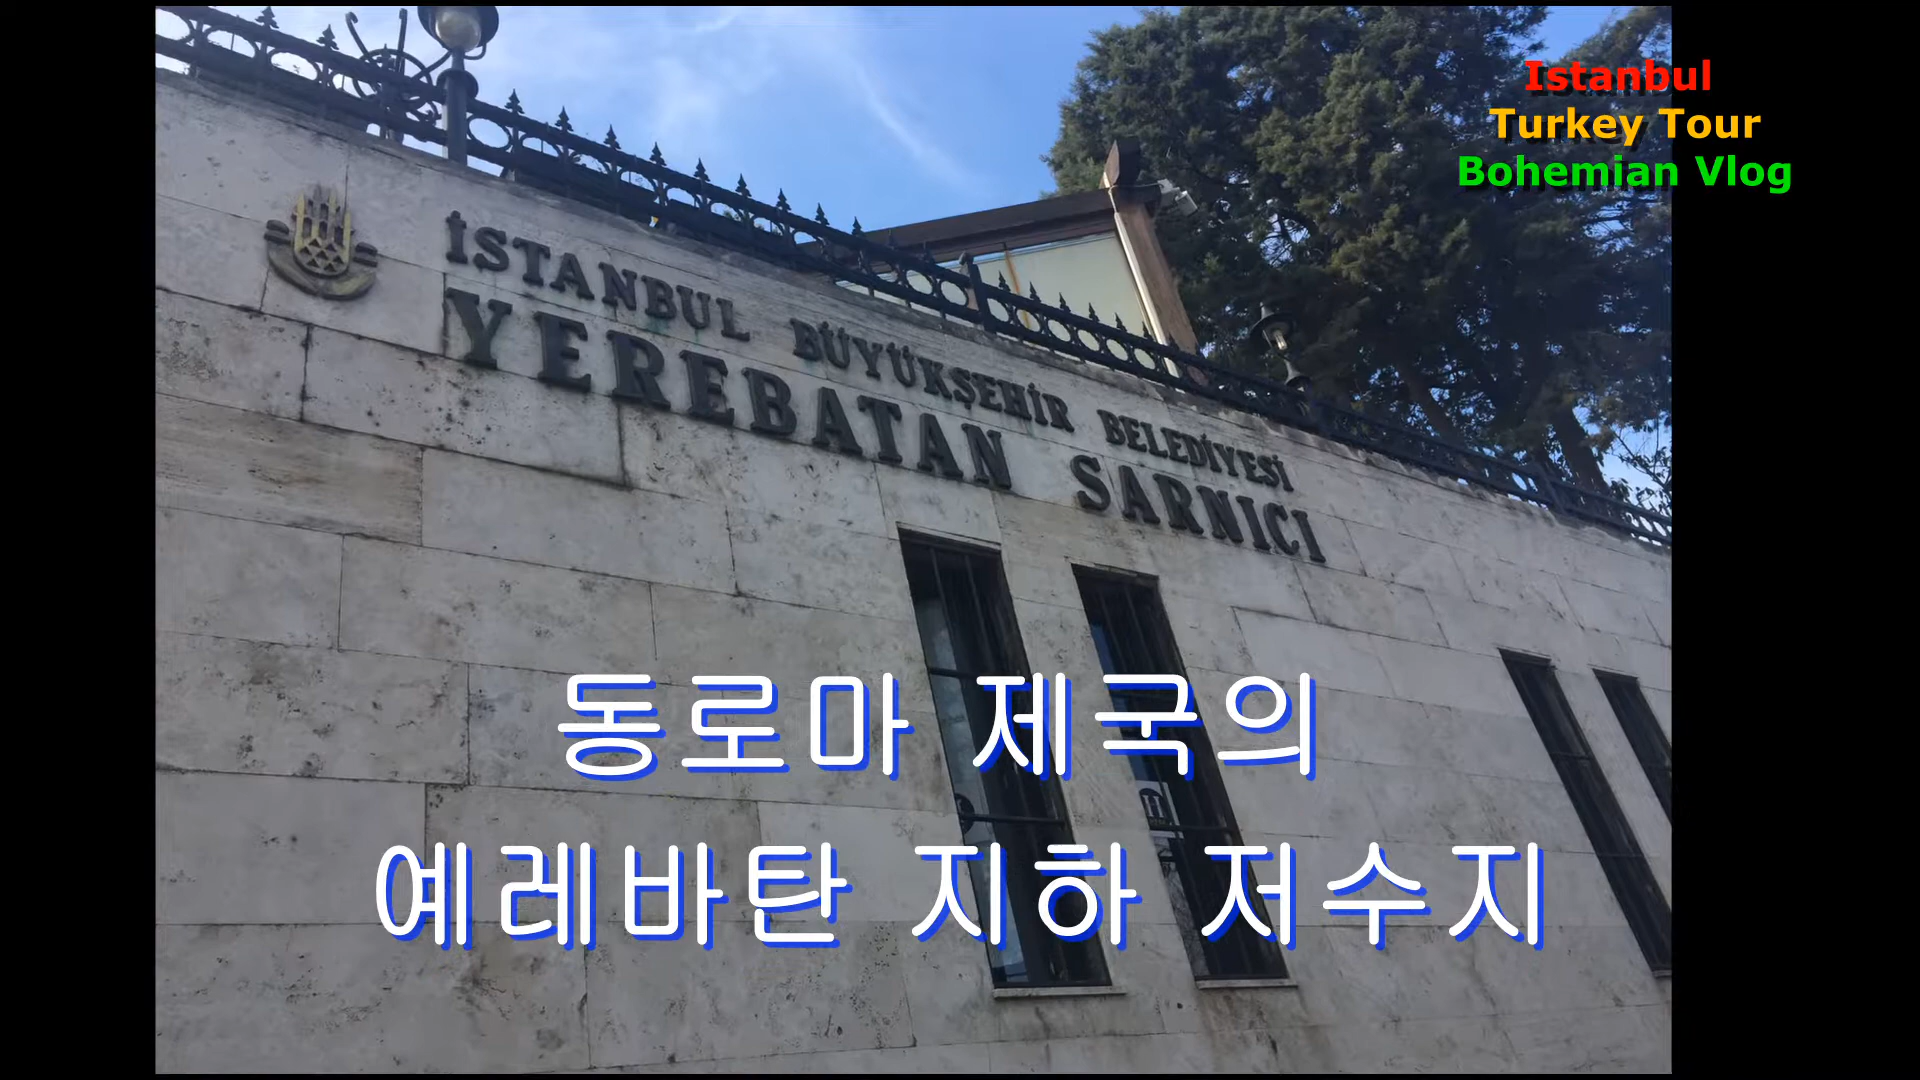 Istanbul
Turkey Tour
Bohemian Vlog
İSTANBUL BÜYÜKŞEHİR BELEDİYESİ
YEREBATAN SARNICI
동로마 제국의
예레바탄 지하 저수지